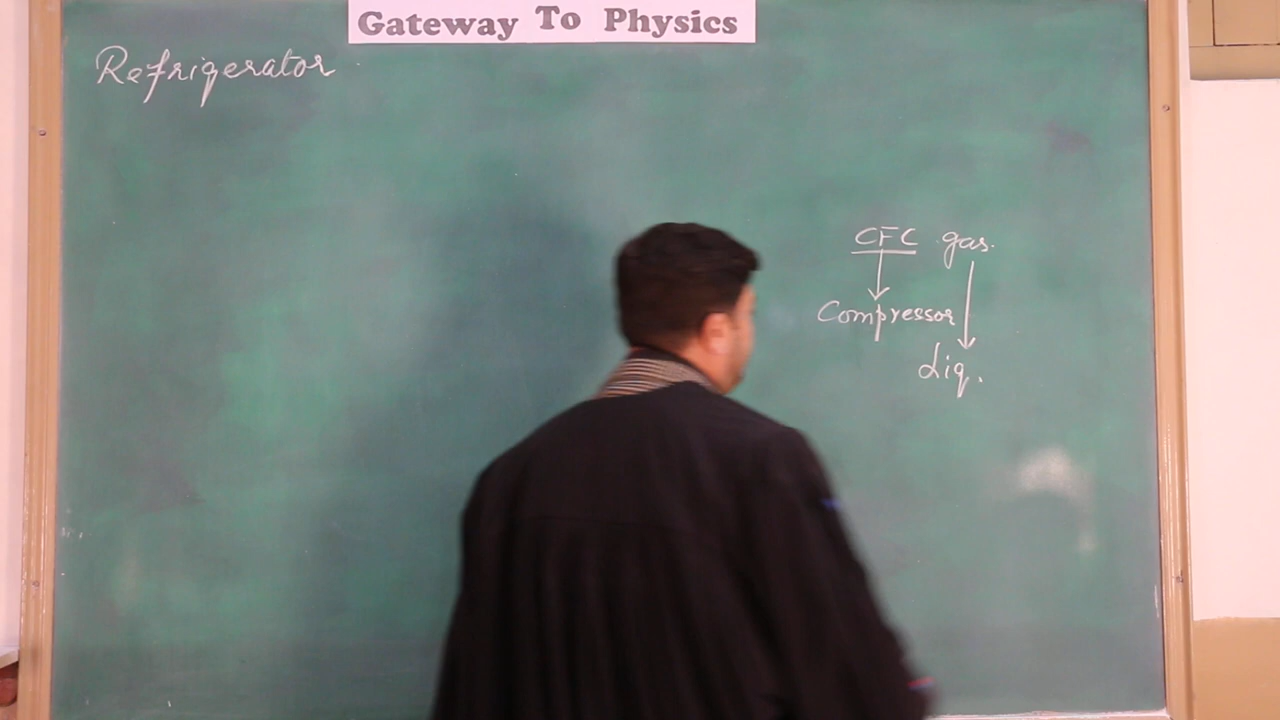 Gateway To Physics
Refrigerator
CFC gas.
Compressor
Liq.